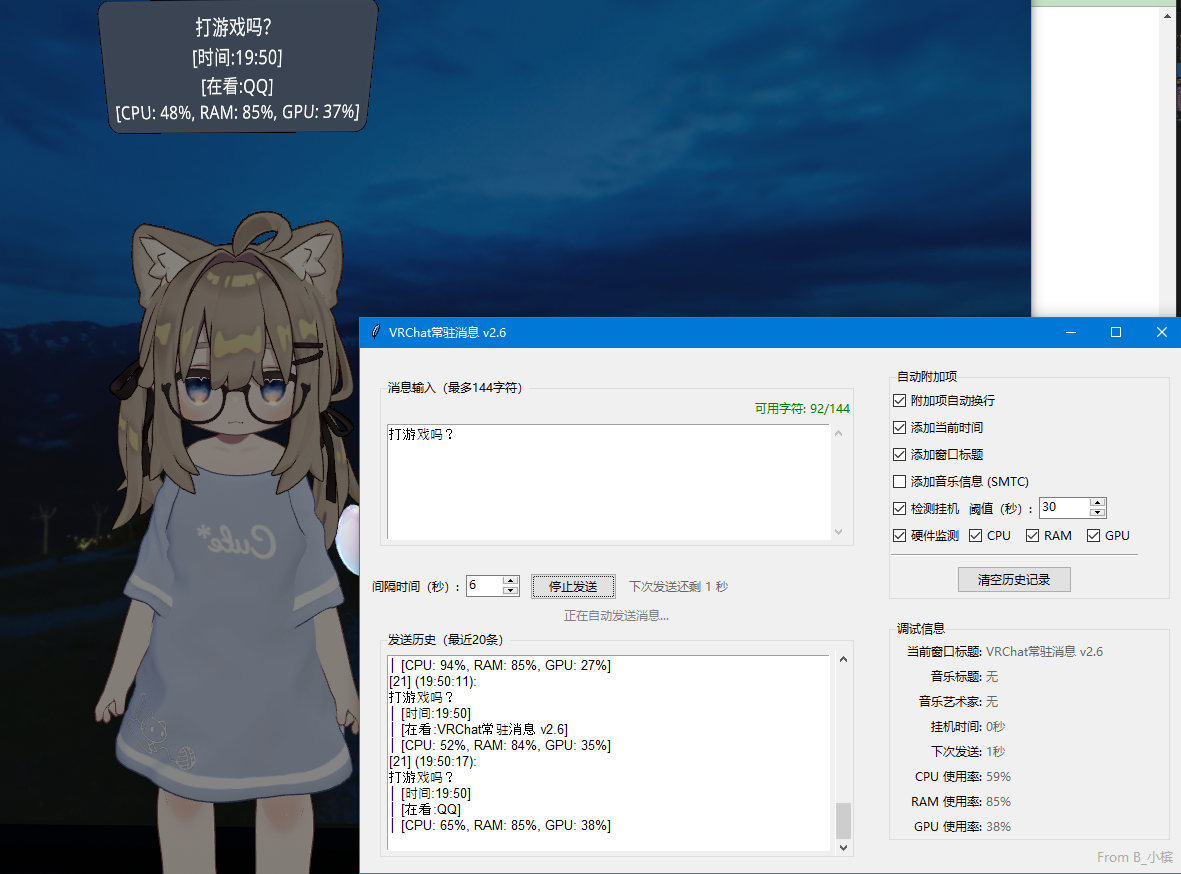 打游戏吗?
[时间:19:50]
[在看:QQ]
[CPU: 48%, RAM: 85%, GPU: 37%]
Cute*
VRChat常驻消息 v2.6
消息输入（最多144字符）
可用字符: 92/144
打游戏吗？
间隔时间（秒）: 6
停止发送
下次发送还剩 1 秒
正在自动发送消息...
发送历史（最近20条）
| [CPU: 94%, RAM: 85%, GPU: 27%]
[21] (19:50:11):
打游戏吗？
| [时间:19:50]
| [在看:VRChat常驻消息 v2.6]
| [CPU: 52%, RAM: 84%, GPU: 35%]
[21] (19:50:17):
打游戏吗？
| [时间:19:50]
| [在看:QQ]
| [CPU: 65%, RAM: 85%, GPU: 38%]
自动附加项
附加项自动换行
添加当前时间
添加窗口标题
添加音乐信息 (SMTC)
检测挂机 阈值（秒）: 30
硬件监测 CPU RAM GPU
清空历史记录
调试信息
当前窗口标题: VRChat常驻消息 v2.6
音乐标题: 无
音乐艺术家: 无
挂机时间: 0秒
下次发送: 1秒
CPU 使用率: 59%
RAM 使用率: 85%
GPU 使用率: 38%
From B_小槟